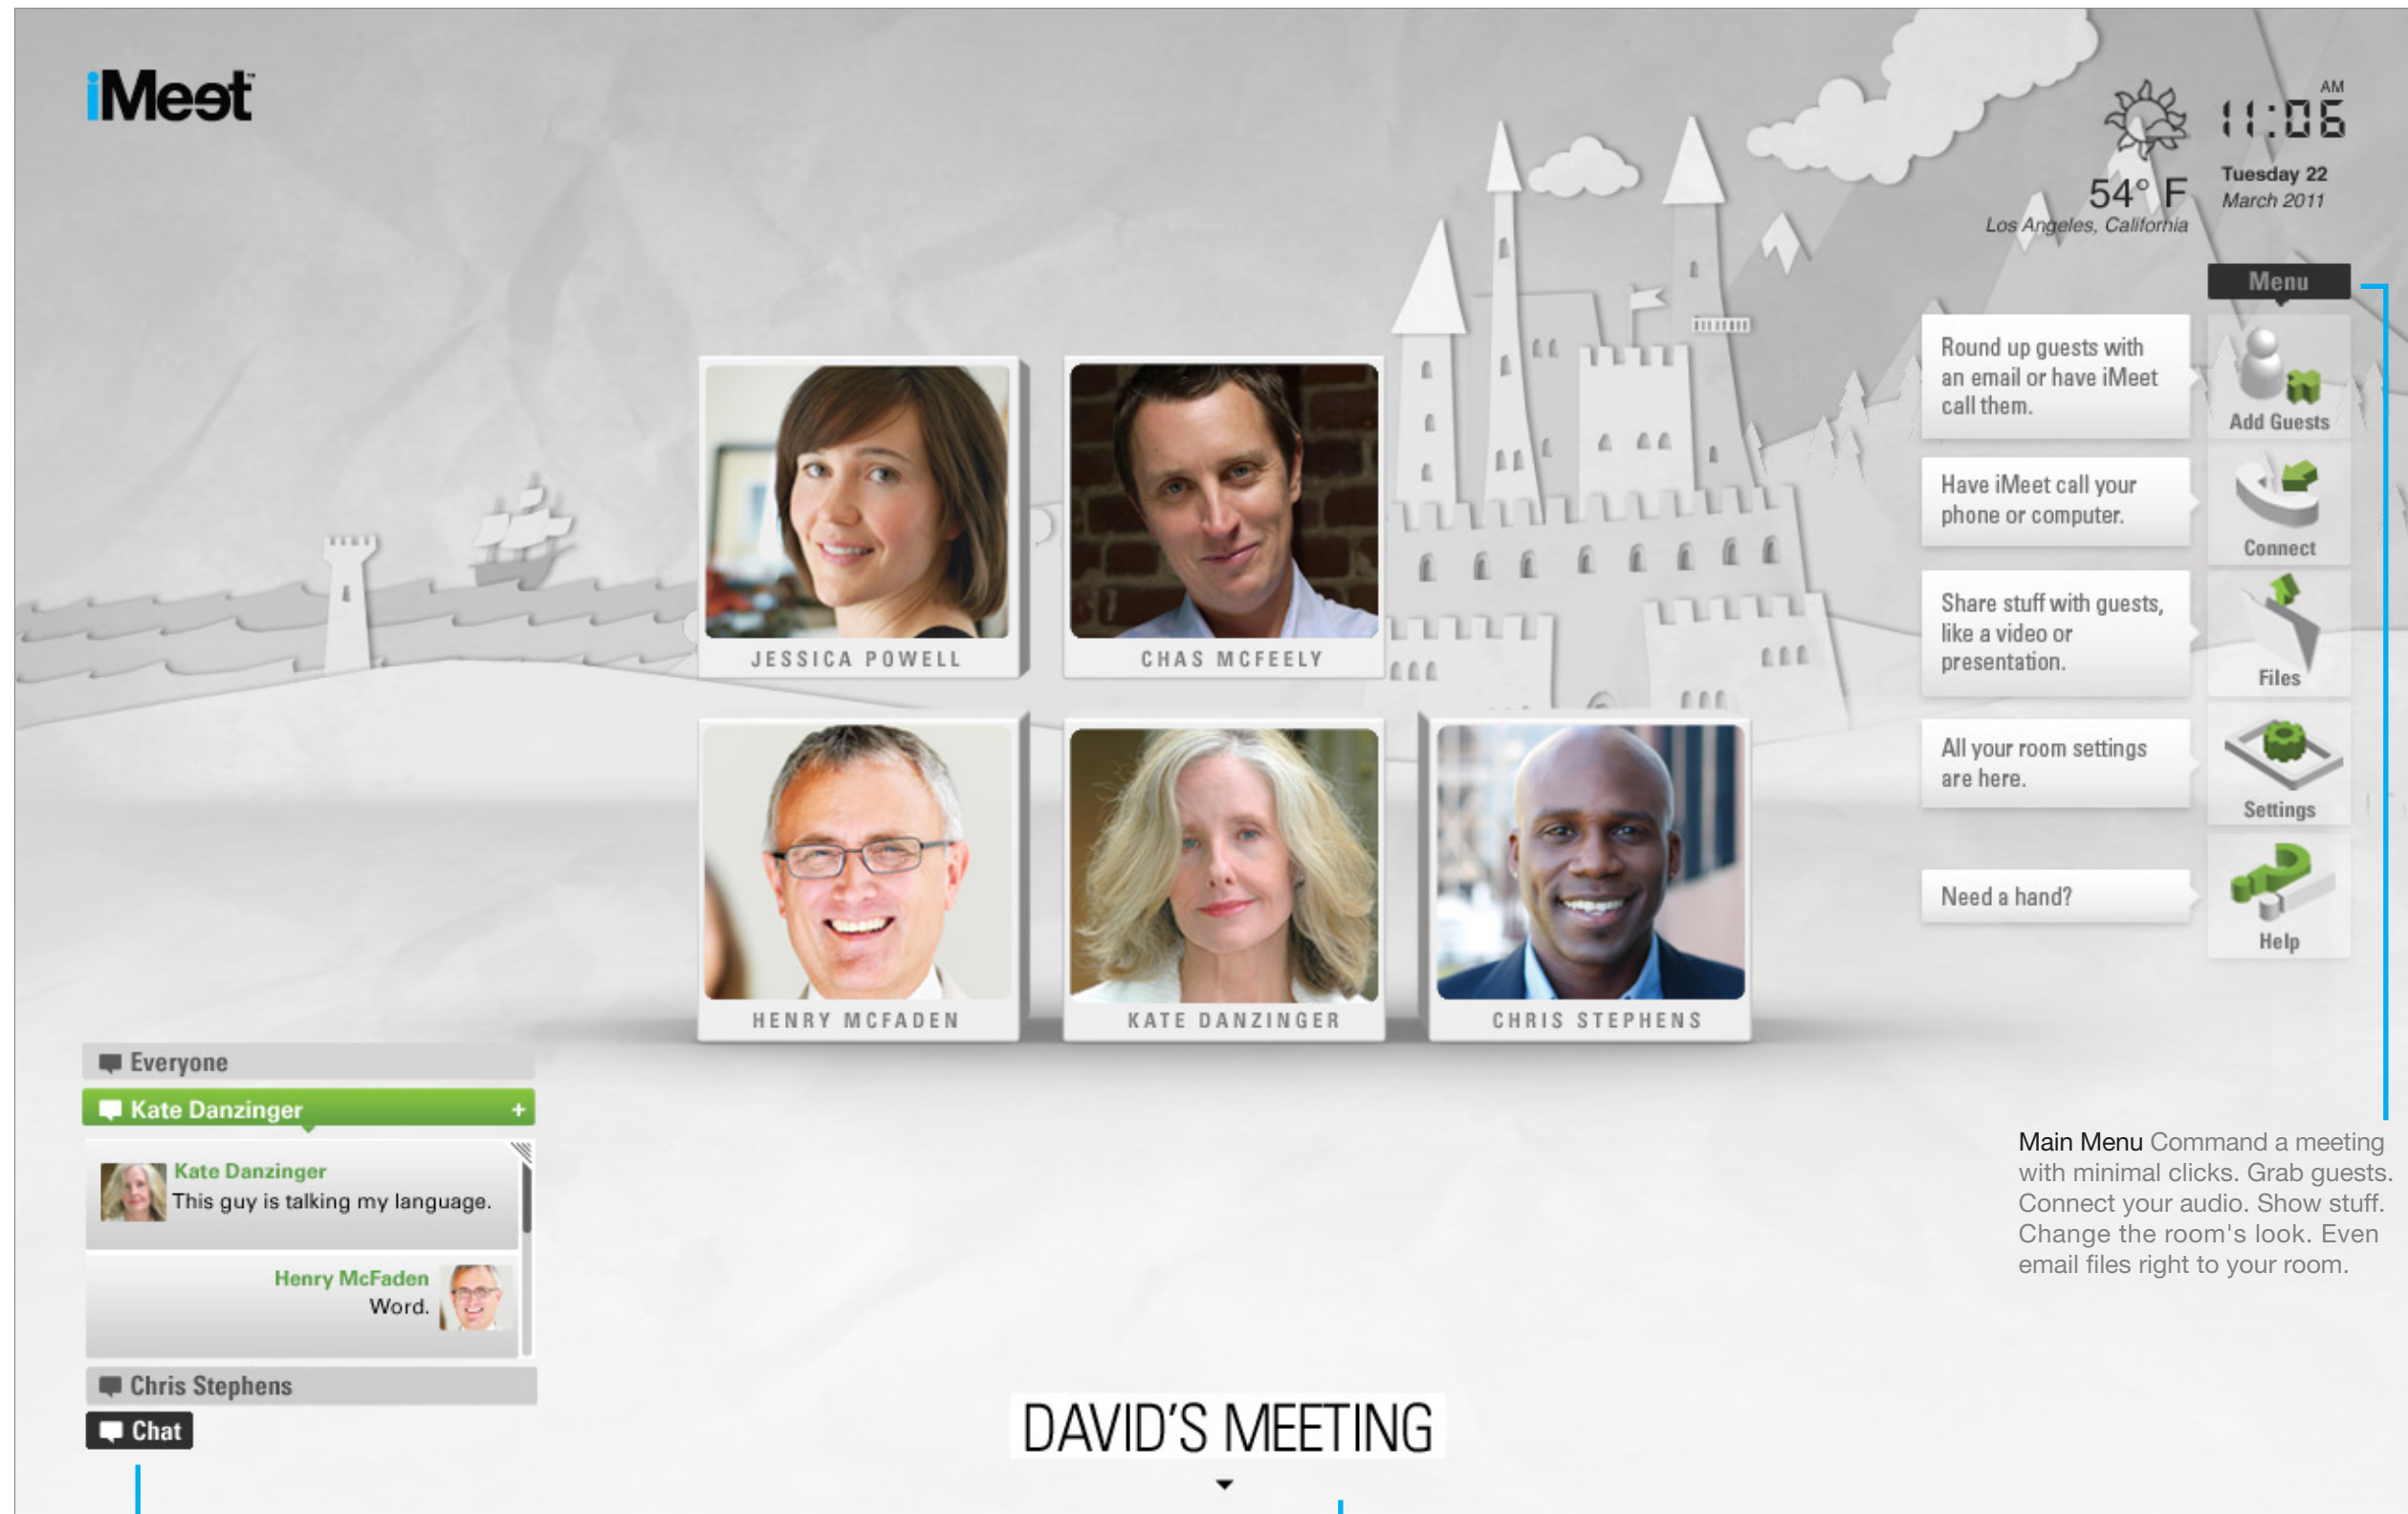 iMeet™
AM
11:06
54° F
Los Angeles, California
Tuesday 22
March 2011
Menu
Round up guests with
an email or have iMeet
call them.
Add Guests
Have iMeet call your
phone or computer.
Connect
Share stuff with guests,
like a video or
presentation.
Files
All your room settings
are here.
Settings
Need a hand?
Help
JESSICA POWELL
CHAS MCFEELY
HENRY MCFADEN
KATE DANZINGER
CHRIS STEPHENS
Everyone
Kate Danzinger +
Kate Danzinger
This guy is talking my language.
Henry McFaden
Word.
Chris Stephens
Chat
Main Menu Command a meeting
with minimal clicks. Grab guests.
Connect your audio. Show stuff.
Change the room's look. Even
email files right to your room.
DAVID'S MEETING